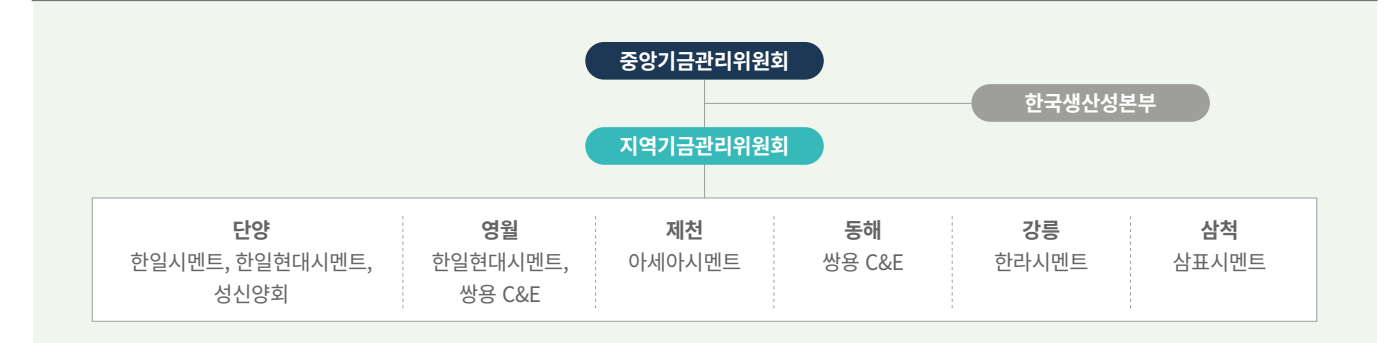 중앙기금관리위원회
한국생산성본부
지역기금관리위원회
단양
한일시멘트, 한일현대시멘트,
성신양회
영월
한일현대시멘트,
쌍용 C&E
제천
아세아시멘트
동해
쌍용 C&E
강릉
한라시멘트
삼척
삼표시멘트